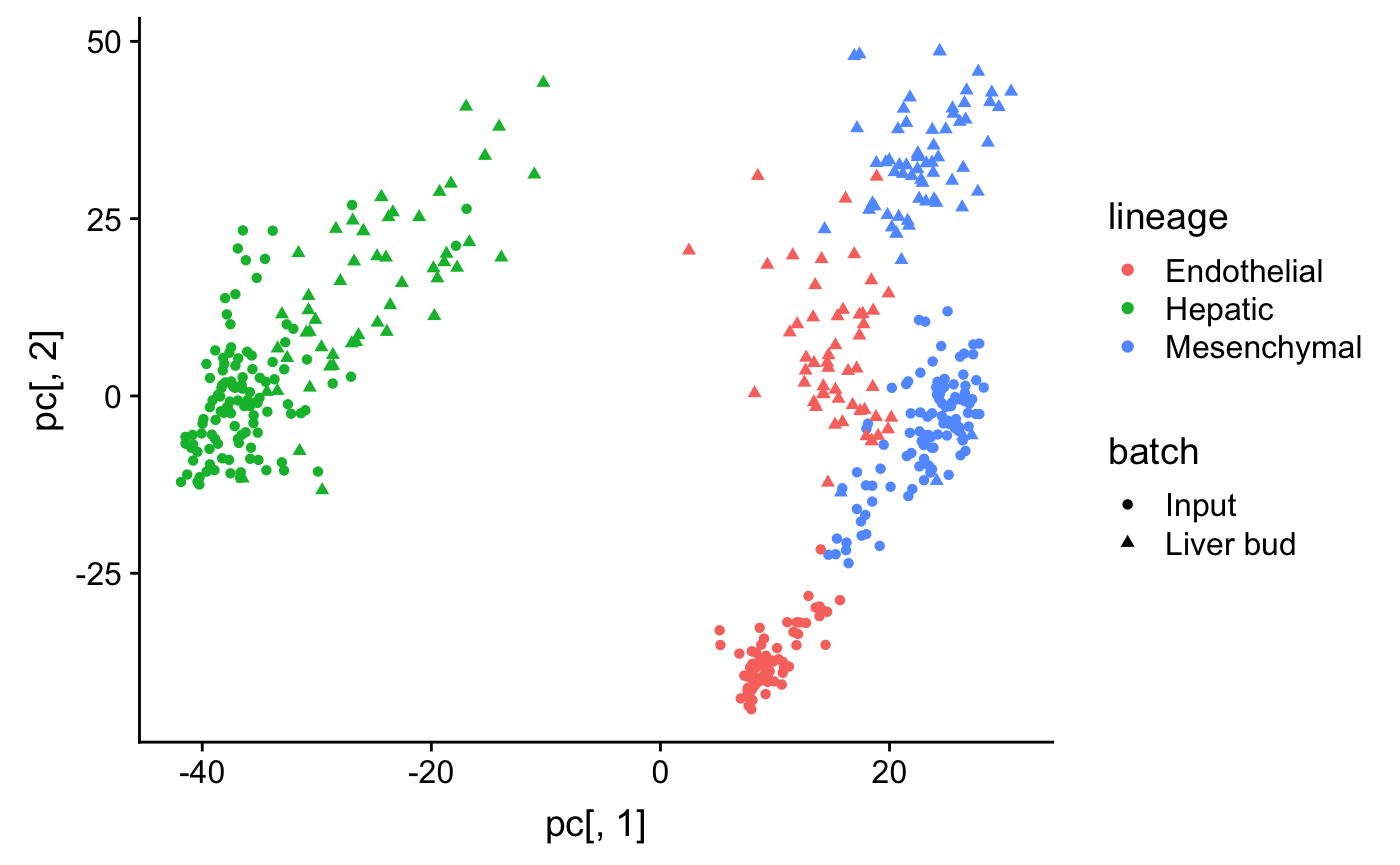 50
25
0
-25
pc[, 2]
-40
-20
0
20
pc[, 1]
lineage
Endothelial
Hepatic
Mesenchymal
batch
Input
Liver bud